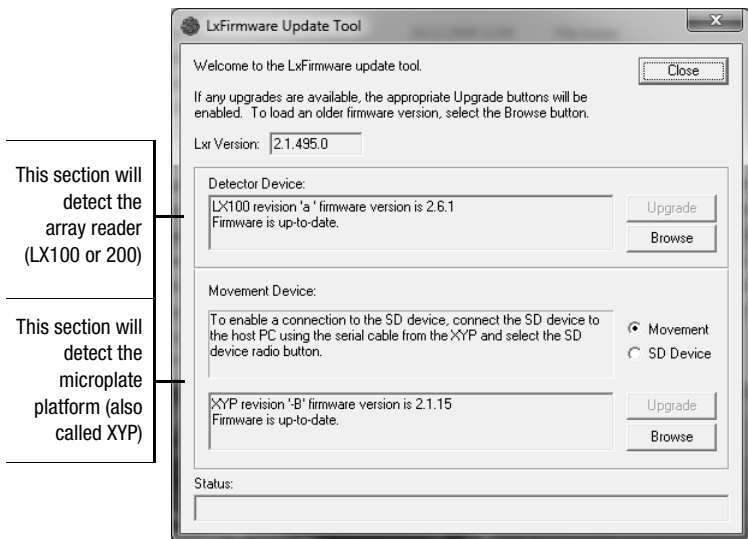 LxFirmware Update Tool
Welcome to the LxFirmware update tool.
Close
If any upgrades are available, the appropriate Upgrade buttons will be
enabled. To load an older firmware version, select the Browse button.
Lxr Version: 2.1.495.0
This section will
detect the
array reader
(LX100 or 200)
Detector Device:
LX100 revision 'a ' firmware version is 2.6.1
Firmware is up-to-date.
Upgrade
Browse
This section will
detect the
microplate
platform (also
called XYP)
Movement Device:
To enable a connection to the SD device, connect the SD device to
the host PC using the serial cable from the XYP and select the SD
device radio button.
Movement
SD Device
XYP revision '-B' firmware version is 2.1.15
Firmware is up-to-date.
Upgrade
Browse
Status: